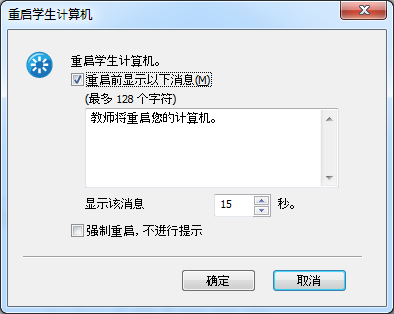 重启学生计算机
重启学生计算机。
重启前显示以下消息(M)
(最多 128 个字符)
教师将重启您的计算机。
显示该消息 15 秒。
强制重启, 不进行提示
确定 取消